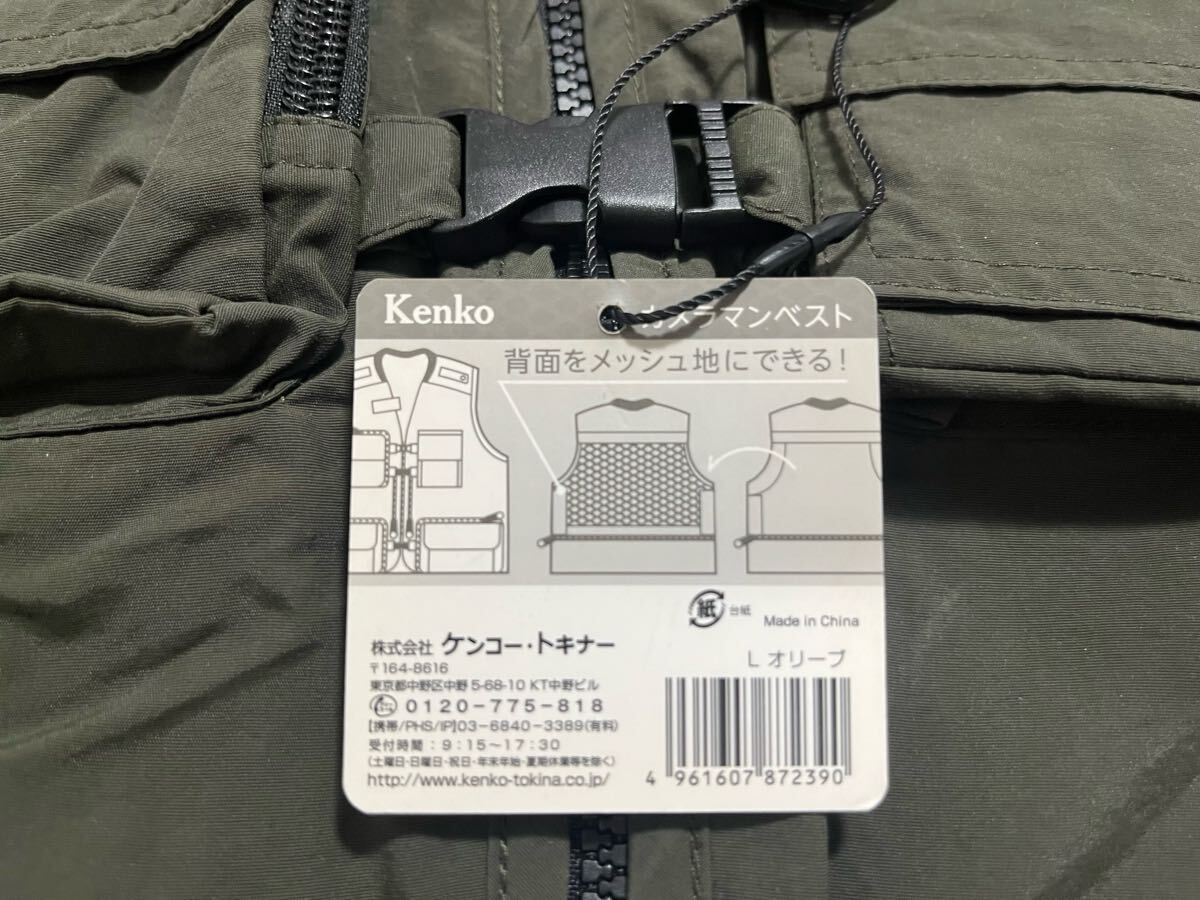 Kenko
カメラマンベスト
背面をメッシュ地にできる!
紙 台紙
Made in China
株式会社 ケンコー・トキナー
〒164-8616
東京都中野区中野 5-68-10 KT中野ビル
0120-775-818
【携帯/PHS/IP】03-6840-3389(有料)
受付時間:9:15～17:30
(土曜日・日曜日・祝日・年末年始・夏期休業等を除く)
http://www.kenko-tokina.co.jp/
L オリーブ
4 961607 872390